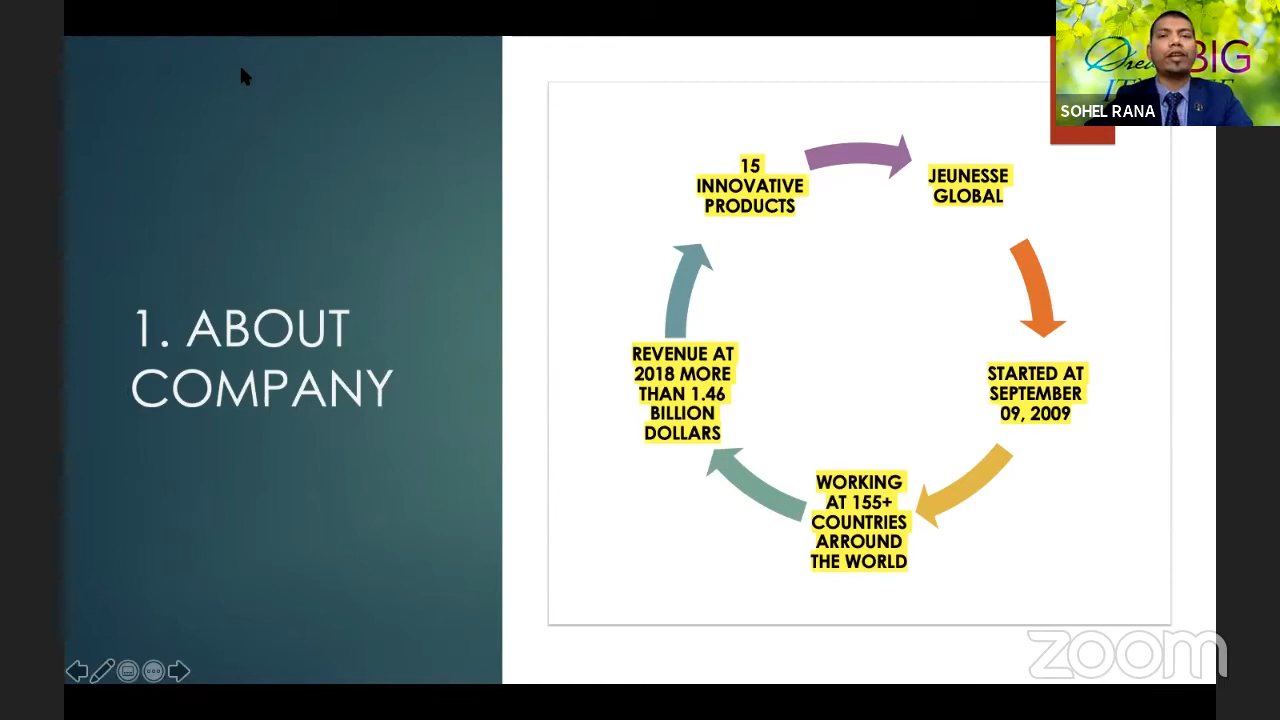 1. ABOUT
COMPANY
15
INNOVATIVE
PRODUCTS
JEUNESSE
GLOBAL
STARTED AT
SEPTEMBER
09, 2009
WORKING
AT 155+
COUNTRIES
ARROUND
THE WORLD
REVENUE AT
2018 MORE
THAN 1.46
BILLION
DOLLARS
BIG
SOHEL RANA
zoom